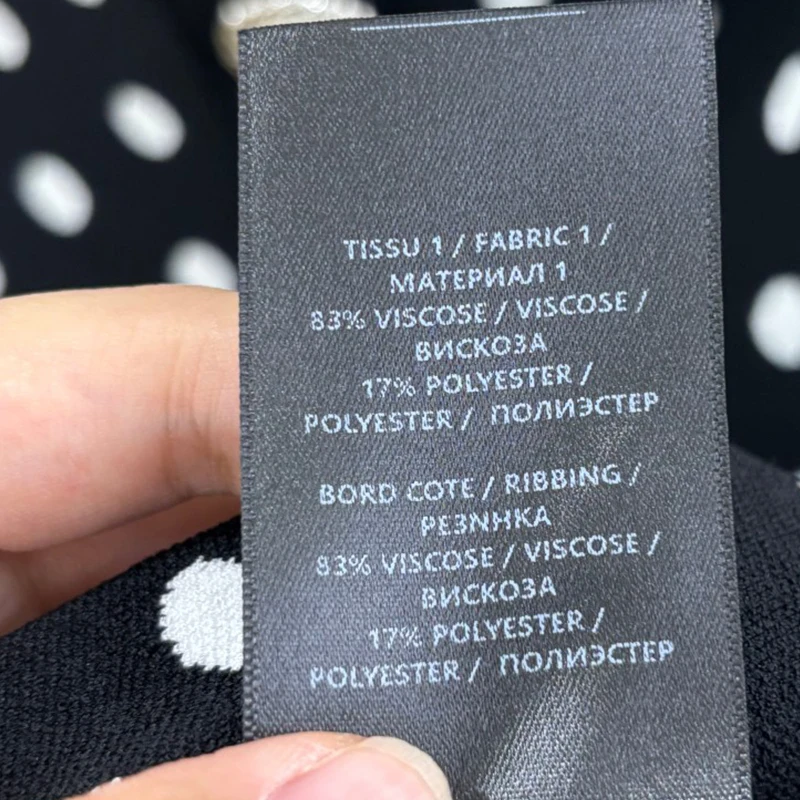 TISSU 1 / FABRIC 1 /
МАТЕРИАЛ 1
83% VISCOSE / VISCOSE /
ВИСКОЗА
17% POLYESTER /
POLYESTER / ПОЛИЭСТЕР
BORD COTE / RIBBING /
РЕЗNНКА
83% VISCOSE / VISCOSE /
ВИСКОЗА
17% POLYESTER /
POLYESTER / ПОЛИЭСТЕР